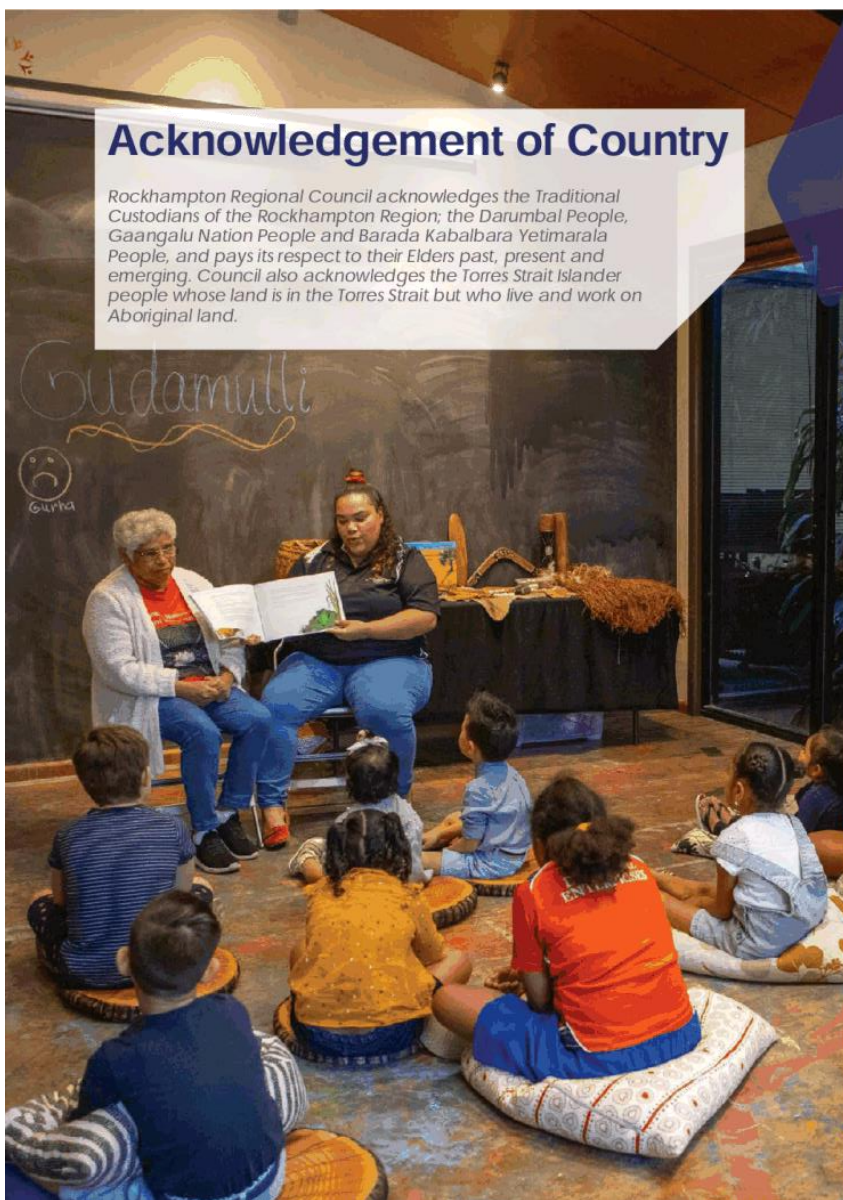 Acknowledgement of Country
Rockhampton Regional Council acknowledges the Traditional
Custodians of the Rockhampton Region; the Darumbal People,
Gaangalu Nation People and Barada Kabalbara Yetimarala
People, and pays its respect to their Elders past, present and
emerging. Council also acknowledges the Torres Strait Islander
people whose land is in the Torres Strait but who live and work on
Aboriginal land.
Gudamulli
Gurha